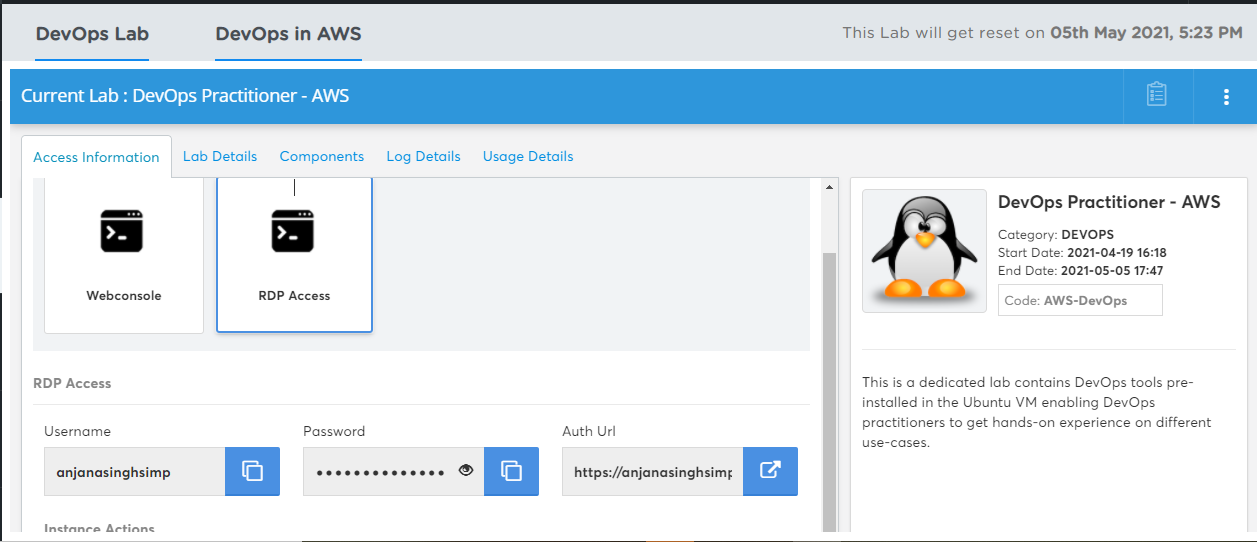 DevOps Lab DevOps in AWS This Lab will get reset on 05th May 2021, 5:23 PM
Current Lab : DevOps Practitioner - AWS
Access Information Lab Details Components Log Details Usage Details
Webconsole RDP Access
RDP Access
Username Password Auth Url
anjanasinghsimp •••••••••••••• https://anjanasinghsimp
Instance Actions
DevOps Practitioner - AWS
Category: DEVOPS
Start Date: 2021-04-19 16:18
End Date: 2021-05-05 17:47
Code: AWS-DevOps
This is a dedicated lab contains DevOps tools pre-
installed in the Ubuntu VM enabling DevOps
practitioners to get hands-on experience on different
use-cases.